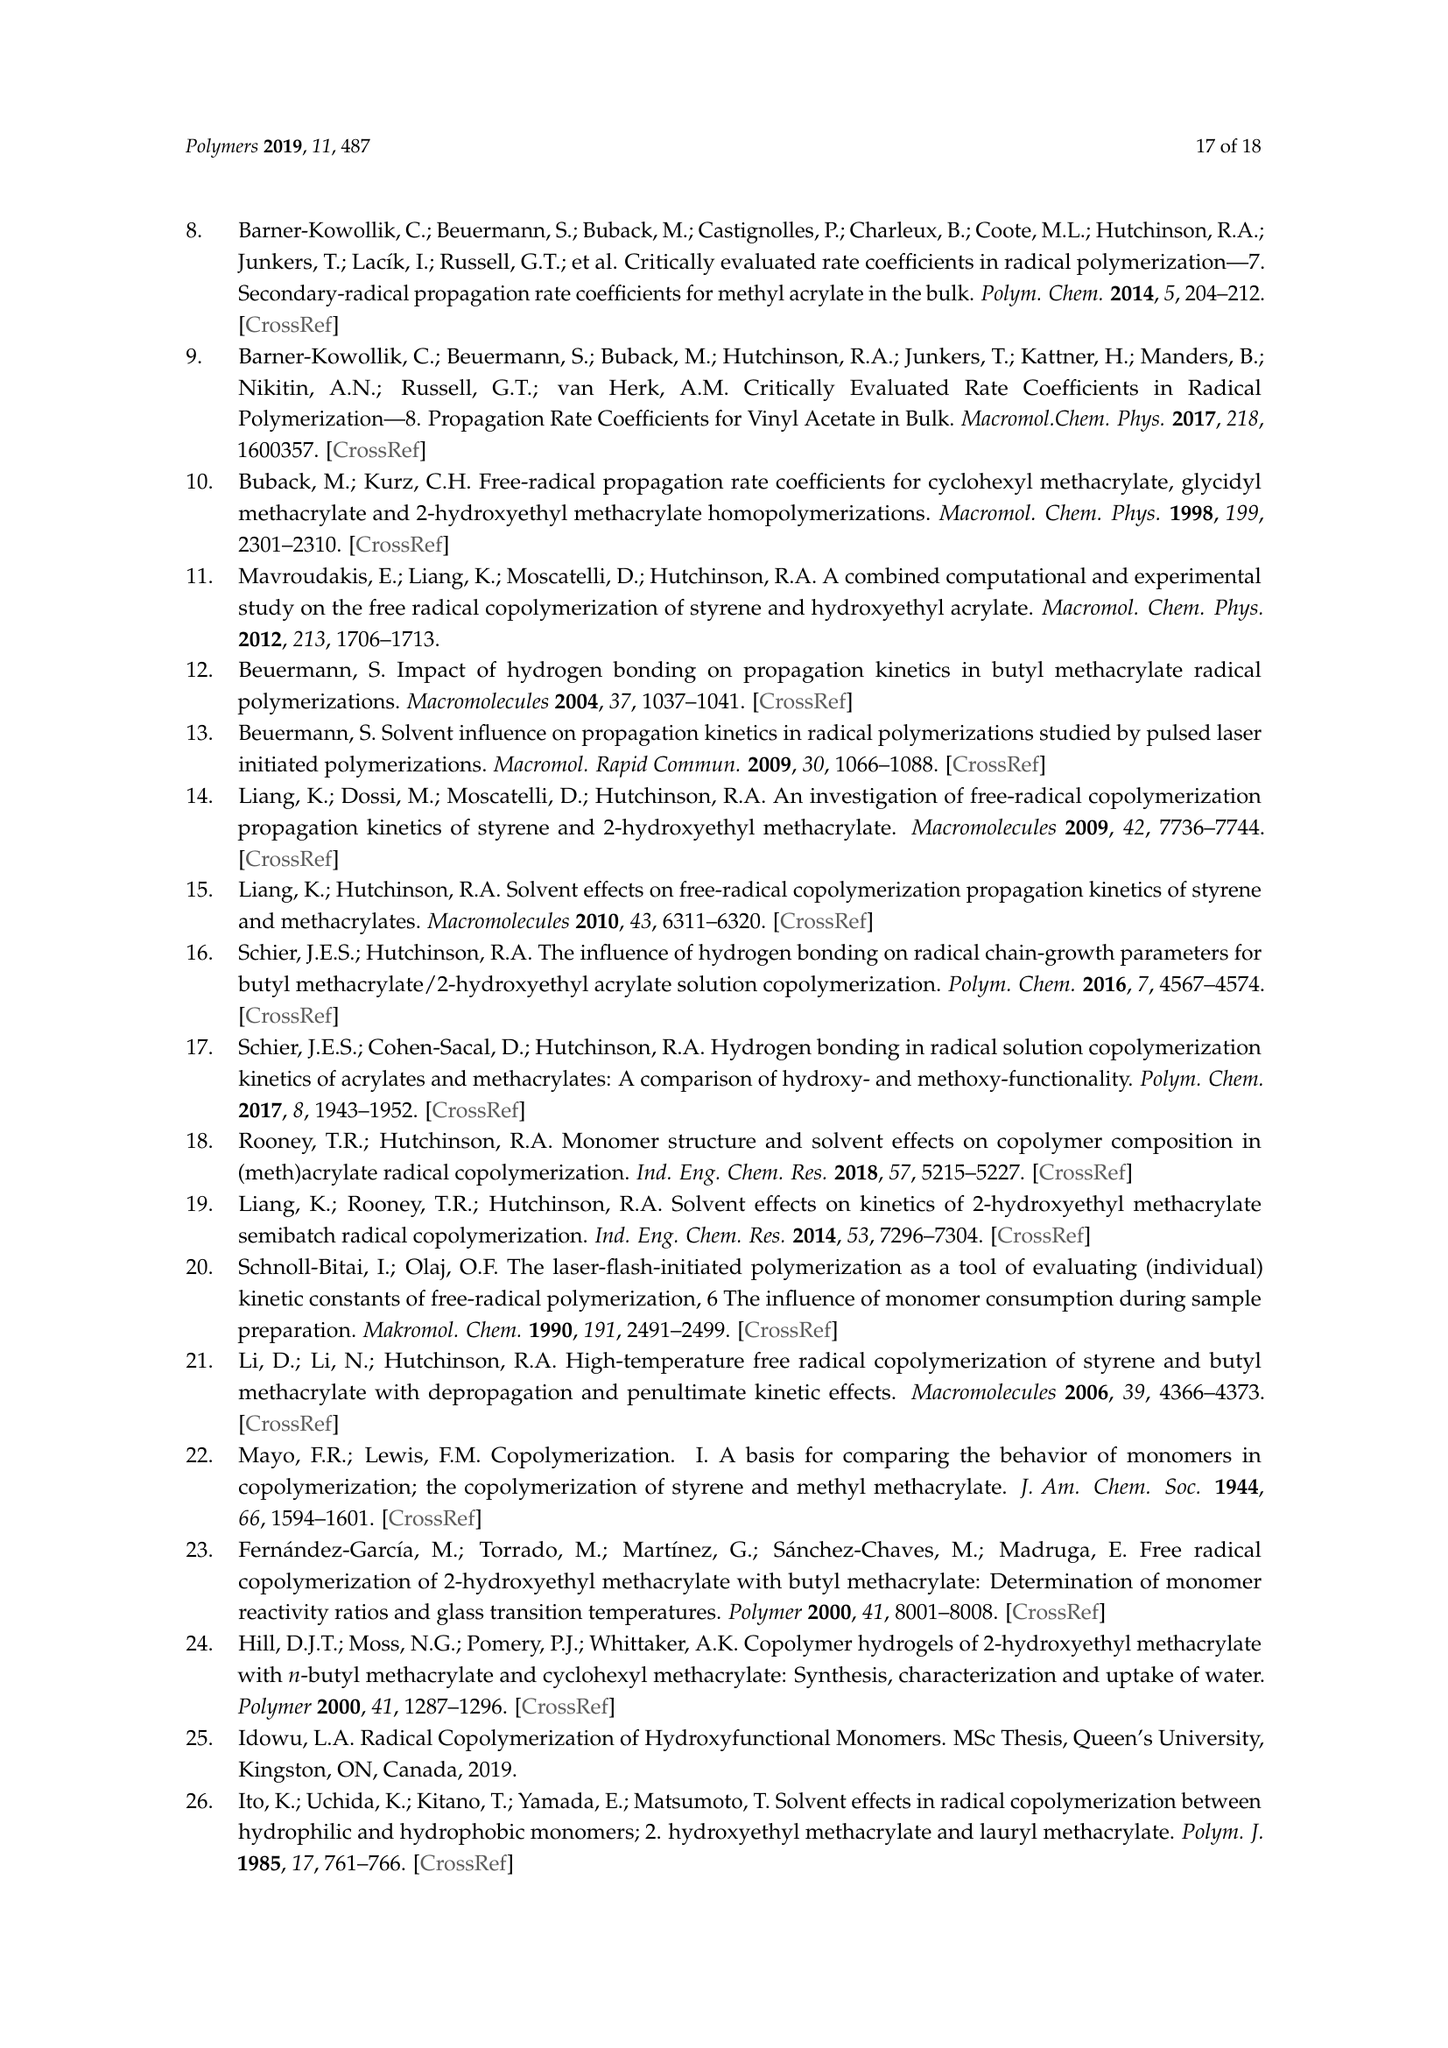 Polymers 2019, 11, 487
17 of 18
8. Barner-Kowollik, C.; Beuermann, S.; Buback, M.; Castignolles, P.; Charleux, B.; Coote, M.L.; Hutchinson, R.A.;
Junkers, T.; Lacík, I.; Russell, G.T.; et al. Critically evaluated rate coefficients in radical polymerization—7.
Secondary-radical propagation rate coefficients for methyl acrylate in the bulk. Polym. Chem. 2014, 5, 204–212.
[CrossRef]
9. Barner-Kowollik, C.; Beuermann, S.; Buback, M.; Hutchinson, R.A.; Junkers, T.; Kattner, H.; Manders, B.;
Nikitin, A.N.; Russell, G.T.; van Herk, A.M. Critically Evaluated Rate Coefficients in Radical
Polymerization—8. Propagation Rate Coefficients for Vinyl Acetate in Bulk. Macromol.Chem. Phys. 2017, 218,
1600357. [CrossRef]
10. Buback, M.; Kurz, C.H. Free-radical propagation rate coefficients for cyclohexyl methacrylate, glycidyl
methacrylate and 2-hydroxyethyl methacrylate homopolymerizations. Macromol. Chem. Phys. 1998, 199,
2301–2310. [CrossRef]
11. Mavroudakis, E.; Liang, K.; Moscatelli, D.; Hutchinson, R.A. A combined computational and experimental
study on the free radical copolymerization of styrene and hydroxyethyl acrylate. Macromol. Chem. Phys.
2012, 213, 1706–1713.
12. Beuermann, S. Impact of hydrogen bonding on propagation kinetics in butyl methacrylate radical
polymerizations. Macromolecules 2004, 37, 1037–1041. [CrossRef]
13. Beuermann, S. Solvent influence on propagation kinetics in radical polymerizations studied by pulsed laser
initiated polymerizations. Macromol. Rapid Commun. 2009, 30, 1066–1088. [CrossRef]
14. Liang, K.; Dossi, M.; Moscatelli, D.; Hutchinson, R.A. An investigation of free-radical copolymerization
propagation kinetics of styrene and 2-hydroxyethyl methacrylate. Macromolecules 2009, 42, 7736–7744.
[CrossRef]
15. Liang, K.; Hutchinson, R.A. Solvent effects on free-radical copolymerization propagation kinetics of styrene
and methacrylates. Macromolecules 2010, 43, 6311–6320. [CrossRef]
16. Schier, J.E.S.; Hutchinson, R.A. The influence of hydrogen bonding on radical chain-growth parameters for
butyl methacrylate/2-hydroxyethyl acrylate solution copolymerization. Polym. Chem. 2016, 7, 4567–4574.
[CrossRef]
17. Schier, J.E.S.; Cohen-Sacal, D.; Hutchinson, R.A. Hydrogen bonding in radical solution copolymerization
kinetics of acrylates and methacrylates: A comparison of hydroxy- and methoxy-functionality. Polym. Chem.
2017, 8, 1943–1952. [CrossRef]
18. Rooney, T.R.; Hutchinson, R.A. Monomer structure and solvent effects on copolymer composition in
(meth)acrylate radical copolymerization. Ind. Eng. Chem. Res. 2018, 57, 5215–5227. [CrossRef]
19. Liang, K.; Rooney, T.R.; Hutchinson, R.A. Solvent effects on kinetics of 2-hydroxyethyl methacrylate
semibatch radical copolymerization. Ind. Eng. Chem. Res. 2014, 53, 7296–7304. [CrossRef]
20. Schnoll-Bitai, I.; Olaj, O.F. The laser-flash-initiated polymerization as a tool of evaluating (individual)
kinetic constants of free-radical polymerization, 6 The influence of monomer consumption during sample
preparation. Makromol. Chem. 1990, 191, 2491–2499. [CrossRef]
21. Li, D.; Li, N.; Hutchinson, R.A. High-temperature free radical copolymerization of styrene and butyl
methacrylate with depropagation and penultimate kinetic effects. Macromolecules 2006, 39, 4366–4373.
[CrossRef]
22. Mayo, F.R.; Lewis, F.M. Copolymerization. I. A basis for comparing the behavior of monomers in
copolymerization; the copolymerization of styrene and methyl methacrylate. J. Am. Chem. Soc. 1944,
66, 1594–1601. [CrossRef]
23. Fernández-García, M.; Torrado, M.; Martínez, G.; Sánchez-Chaves, M.; Madruga, E. Free radical
copolymerization of 2-hydroxyethyl methacrylate with butyl methacrylate: Determination of monomer
reactivity ratios and glass transition temperatures. Polymer 2000, 41, 8001–8008. [CrossRef]
24. Hill, D.J.T.; Moss, N.G.; Pomery, P.J.; Whittaker, A.K. Copolymer hydrogels of 2-hydroxyethyl methacrylate
with n-butyl methacrylate and cyclohexyl methacrylate: Synthesis, characterization and uptake of water.
Polymer 2000, 41, 1287–1296. [CrossRef]
25. Idowu, L.A. Radical Copolymerization of Hydroxyfunctional Monomers. MSc Thesis, Queen's University,
Kingston, ON, Canada, 2019.
26. Ito, K.; Uchida, K.; Kitano, T.; Yamada, E.; Matsumoto, T. Solvent effects in radical copolymerization between
hydrophilic and hydrophobic monomers; 2. hydroxyethyl methacrylate and lauryl methacrylate. Polym. J.
1985, 17, 761–766. [CrossRef]